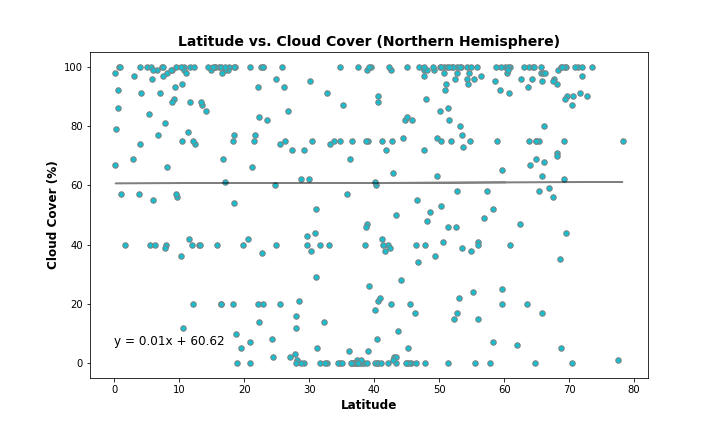 Latitude vs. Cloud Cover (Northern Hemisphere)
100
80
60
40
20
0
Cloud Cover (%)
y = 0.01x + 60.62
0 10 20 30 40 50 60 70 80
Latitude